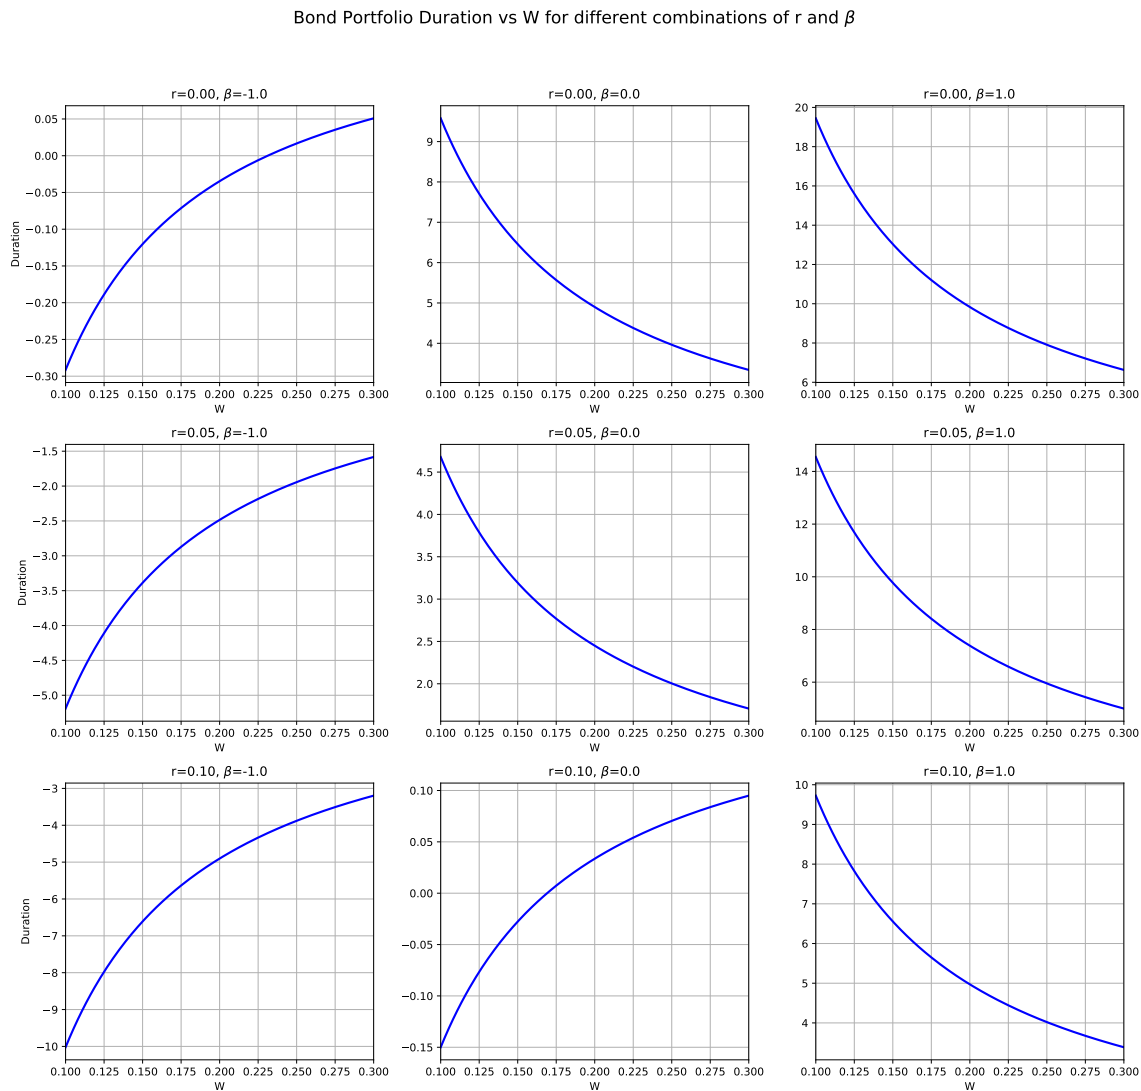 Bond Portfolio Duration vs W for different combinations of r and β
r=0.00, β=-1.0
0.05
0.00
−0.05
−0.10
−0.15
−0.20
−0.25
−0.30
Duration
0.100 0.125 0.150 0.175 0.200 0.225 0.250 0.275 0.300
W
r=0.00, β=0.0
9
8
7
6
5
4
0.100 0.125 0.150 0.175 0.200 0.225 0.250 0.275 0.300
W
r=0.00, β=1.0
20
18
16
14
12
10
8
6
0.100 0.125 0.150 0.175 0.200 0.225 0.250 0.275 0.300
W
r=0.05, β=-1.0
−1.5
−2.0
−2.5
−3.0
−3.5
−4.0
−4.5
−5.0
Duration
0.100 0.125 0.150 0.175 0.200 0.225 0.250 0.275 0.300
W
r=0.05, β=0.0
4.5
4.0
3.5
3.0
2.5
2.0
0.100 0.125 0.150 0.175 0.200 0.225 0.250 0.275 0.300
W
r=0.05, β=1.0
14
12
10
8
6
0.100 0.125 0.150 0.175 0.200 0.225 0.250 0.275 0.300
W
r=0.10, β=-1.0
−3
−4
−5
−6
−7
−8
−9
−10
Duration
0.100 0.125 0.150 0.175 0.200 0.225 0.250 0.275 0.300
W
r=0.10, β=0.0
0.10
0.05
0.00
−0.05
−0.10
−0.15
0.100 0.125 0.150 0.175 0.200 0.225 0.250 0.275 0.300
W
r=0.10, β=1.0
10
9
8
7
6
5
4
0.100 0.125 0.150 0.175 0.200 0.225 0.250 0.275 0.300
W